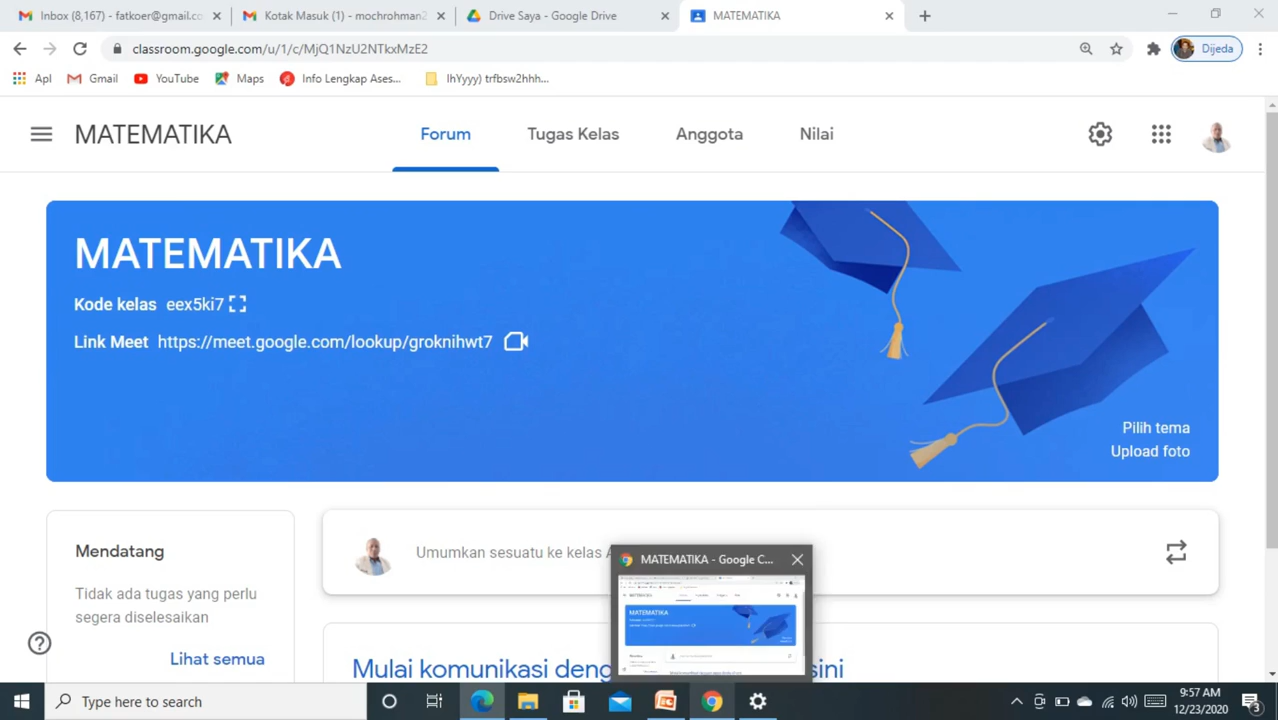 Inbox (8,167) - fatkoer@gmail.co
Kotak Masuk (1) - mochrohman2
Drive Saya - Google Drive
MATEMATIKA
classroom.google.com/u/1/c/MjQ1NzU2NTkxMzE2
Dijeda
Apl
Gmail
YouTube
Maps
Info Lengkap Ases...
IhYyyy) trfbsw2hhh...
MATEMATIKA
Forum
Tugas Kelas
Anggota
Nilai
MATEMATIKA
Kode kelas eex5ki7
Link Meet https://meet.google.com/lookup/groknihwt7
Pilih tema
Upload foto
Mendatang
Tidak ada tugas yang perlu
segera diselesaikan
Lihat semua
Umumkan sesuatu ke kelas A
MATEMATIKA - Google C...
MATEMATIKA
Mulai komunikasi deng
sini
Type here to search
9:57 AM
12/23/2020
3